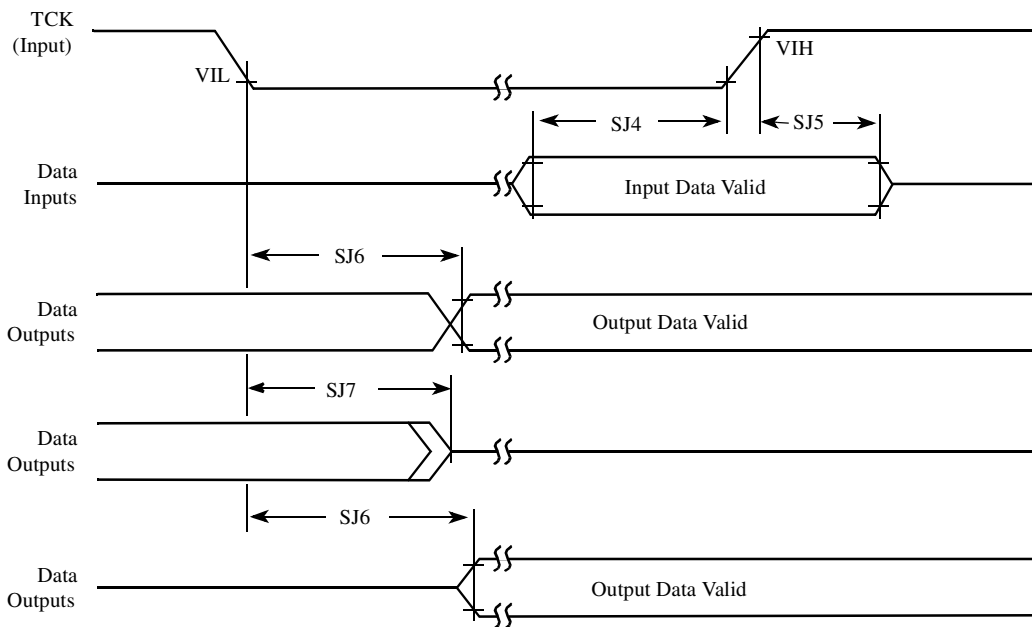 TCK
(Input)
VIL
VIH
SJ4
SJ5
Data
Inputs
Input Data Valid
SJ6
Data
Outputs
Output Data Valid
SJ7
Data
Outputs
SJ6
Data
Outputs
Output Data Valid